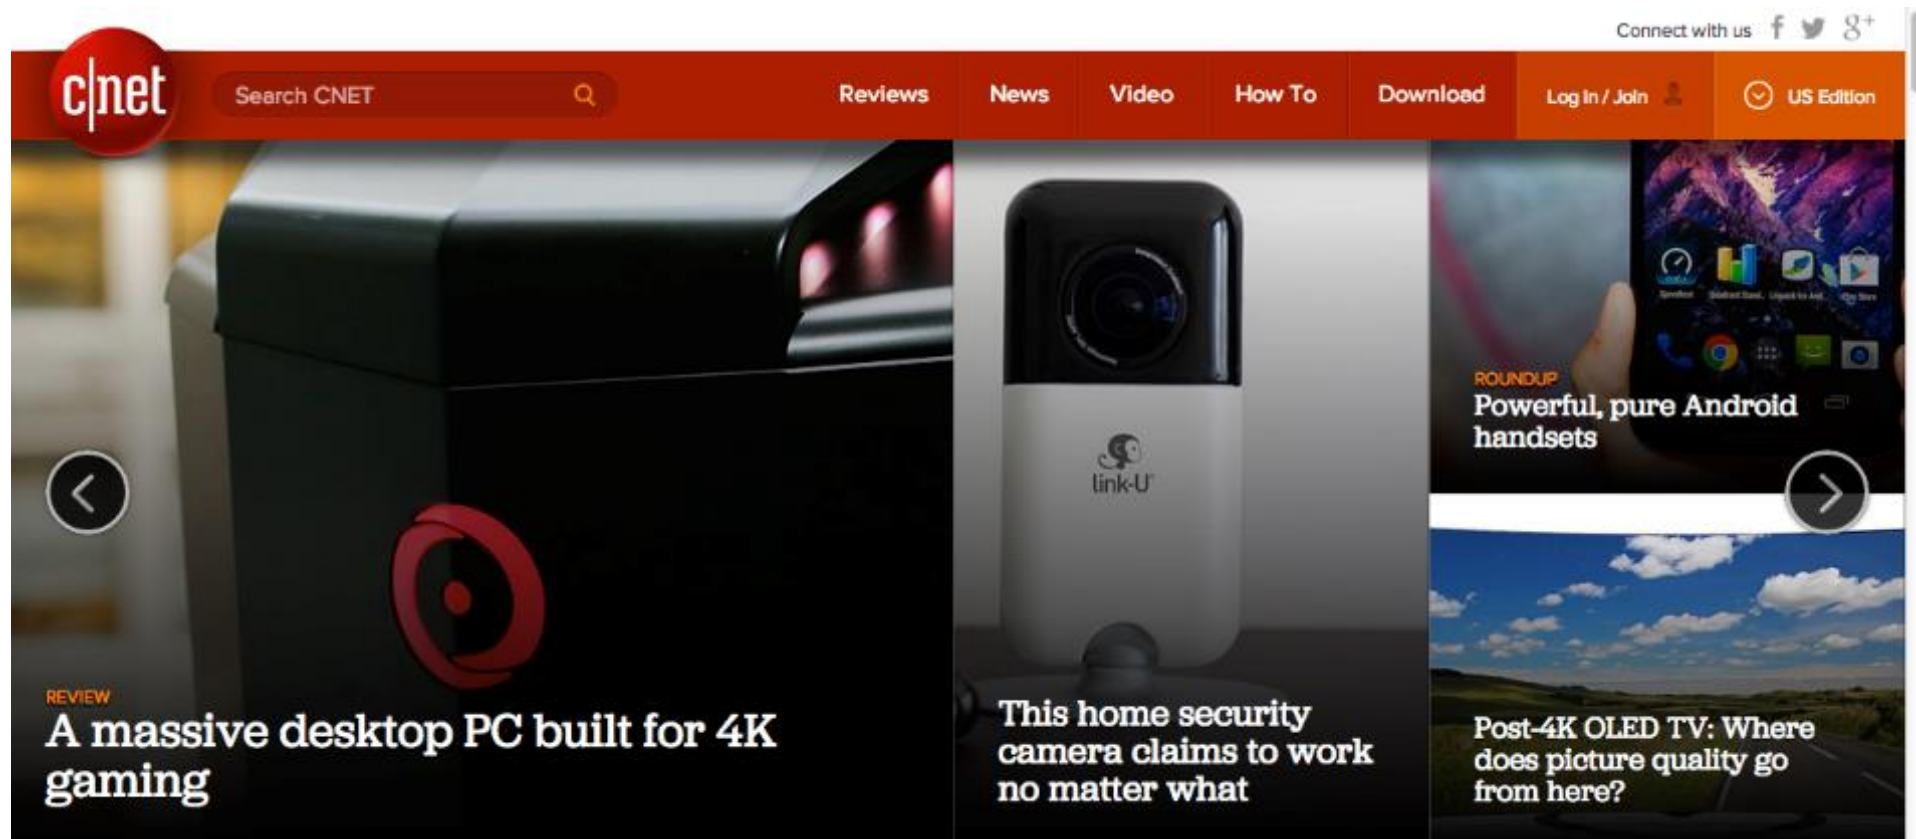 Connect with us f g+
c|net
Search CNET
Reviews
News
Video
How To
Download
Log In / Join
US Edition
link-U
REVIEW
A massive desktop PC built for 4K
gaming
This home security
camera claims to work
no matter what
ROUNDUP
Powerful, pure Android
handsets
Post-4K OLED TV: Where
does picture quality go
from here?